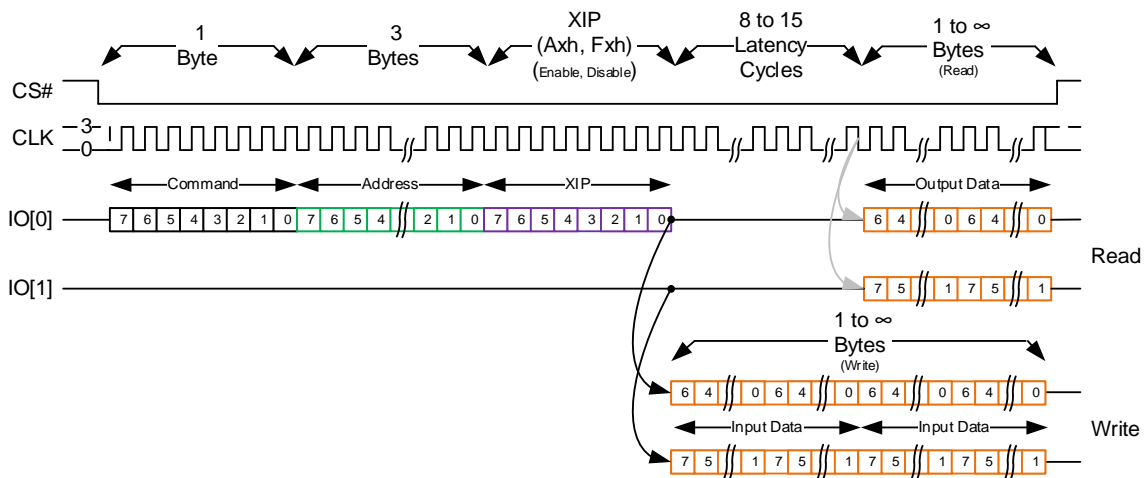 1 Byte
3 Bytes
XIP (Axh, Fxh) (Enable, Disable)
8 to 15 Latency Cycles
1 to ∞ Bytes (Read)
CS#
CLK 3 0
Command Address XIP Output Data
IO[0] 7 6 5 4 3 2 1 0 7 6 5 4 2 1 0 7 6 5 4 3 2 1 0 6 4 0 6 4 0
Read
IO[1] 7 5 1 7 5 1
1 to ∞ Bytes (Write)
6 4 0 6 4 0 6 4 0 6 4 0
Input Data Input Data
Write
7 5 1 7 5 1 7 5 1 7 5 1